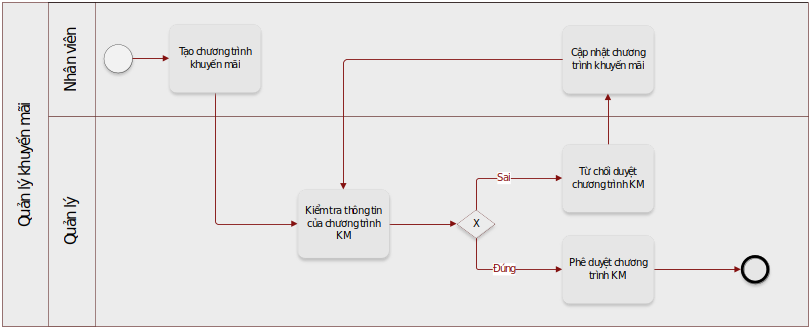 Quản lý khuyến mãi
Nhân viên
Tạo chương trình
khuyến mãi
Cập nhật chương
trình khuyến mãi
Quản lý
Kiểm tra thông tin
của chương trình
KM
X
Sai
Từ chối duyệt
chương trình KM
Đúng
Phê duyệt chương
trình KM